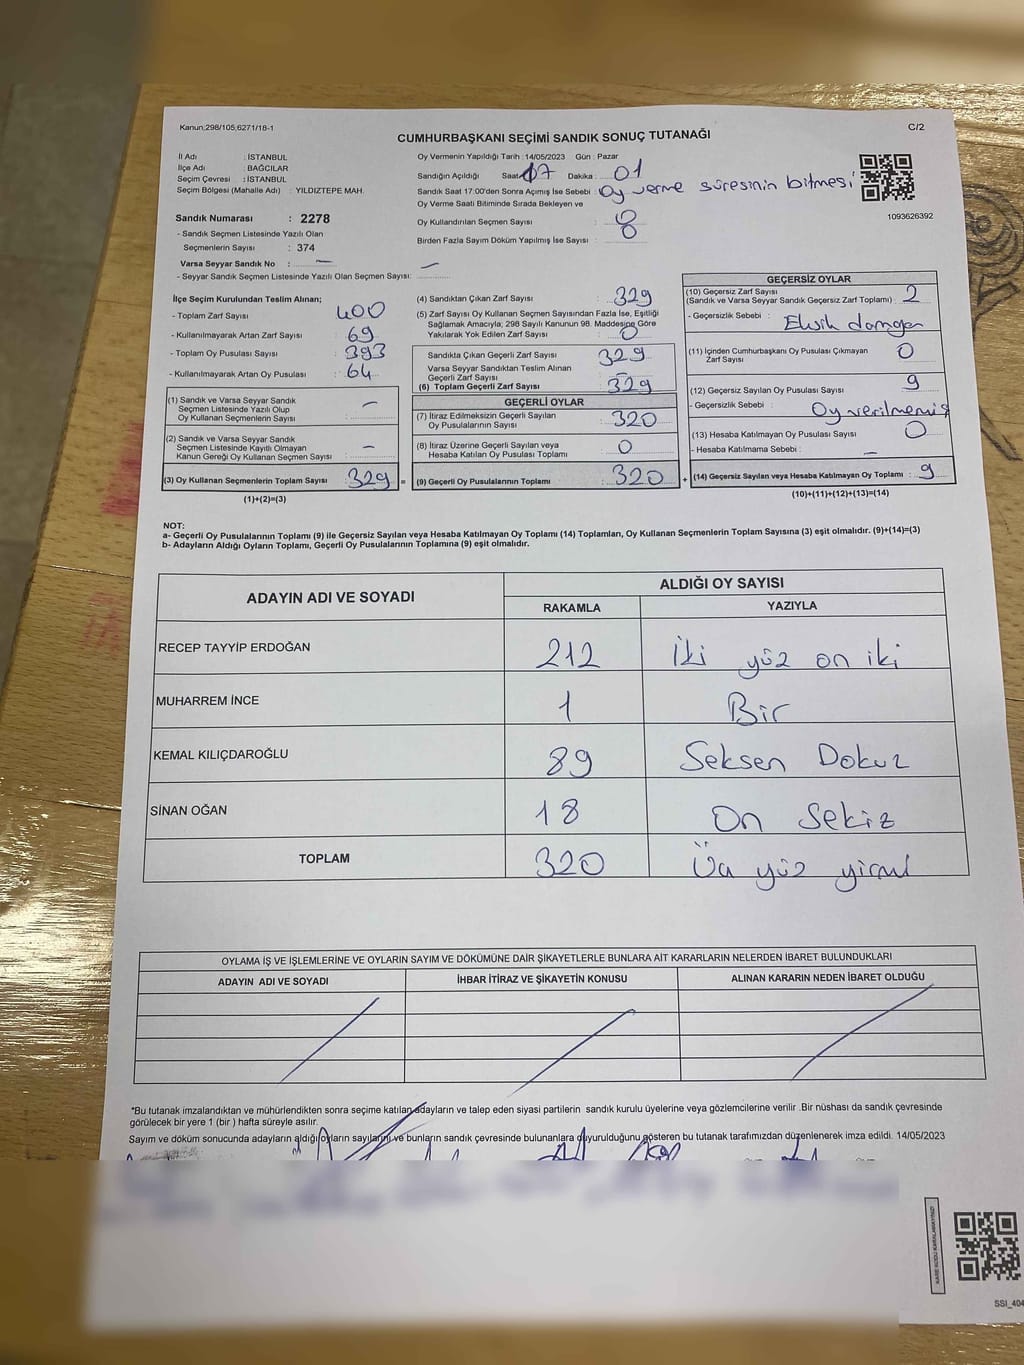 Kanun;298/105;6271/18-1
C/2
CUMHURBAŞKANI SEÇİMİ SANDIK SONUÇ TUTANAĞI
İl Adı : İSTANBUL
İlçe Adı : BAĞCILAR
Seçim Çevresi : İSTANBUL
Seçim Bölgesi (Mahalle Adı) : YILDIZTEPE MAH.
Sandık Numarası : 2278
- Sandık Seçmen Listesinde Yazılı Olan
Seçmenlerin Sayısı : 374
Varsa Seyyar Sandık No : —
- Seyyar Sandık Seçmen Listesinde Yazılı Olan Seçmen Sayısı: —
Oy Vermenin Yapıldığı Tarih :14/05/2023 Gün : Pazar
Sandığın Açıldığı Saat: 17 Dakika: 01
Sandık Saat 17:00'den Sonra Açımış İse Sebebi : Oy verme süresinin bitmesi
Oy Verme Saati Bitiminde Sırada Bekleyen ve
Oy Kullandırılan Seçmen Sayısı :
Birden Fazla Sayım Döküm Yapılmış İse Sayısı :
1093626392
İlçe Seçim Kurulundan Teslim Alınan;
- Toplam Zarf Sayısı : 400
- Kullanılmayarak Artan Zarf Sayısı : 69
- Toplam Oy Pusulası Sayısı : 393
- Kullanılmayarak Artan Oy Pusulası : 64
(1) Sandık ve Varsa Seyyar Sandık
Seçmen Listesinde Yazılı Olup
Oy Kullanan Seçmenlerin Sayısı : —
(2) Sandık ve Varsa Seyyar Sandık
Seçmen Listesinde Kayıtlı Olmayan
Kanun Gereği Oy Kullanan Seçmen Sayısı : —
(3) Oy Kullanan Seçmenlerin Toplam Sayısı : 329 =
(1)+(2)=(3)
(4) Sandıktan Çıkan Zarf Sayısı : 329
(5) Zarf Sayısı Oy Kullanan Seçmen Sayısından Fazla İse, Eşitliği
Sağlamak Amacıyla; 298 Sayılı Kanunun 98. Maddesine Göre
Yakılarak Yok Edilen Zarf Sayısı : 0
Sandıkta Çıkan Geçerli Zarf Sayısı : 329
Varsa Seyyar Sandıktan Teslim Alınan
Geçerli Zarf Sayısı : —
(6) Toplam Geçerli Zarf Sayısı : 329
GEÇERLİ OYLAR
(7) İtiraz Edilmeksizin Geçerli Sayılan
Oy Pusulalarının Sayısı : 320
(8) İtiraz Üzerine Geçerli Sayılan veya
Hesaba Katılan Oy Pusulası Toplamı : 0
(9) Geçerli Oy Pusulalarının Toplamı : 320 +
GEÇERSİZ OYLAR
(10) Geçersiz Zarf Sayısı
(Sandık ve Varsa Seyyar Sandık Geçersiz Zarf Toplamı) : 2
- Geçersizlik Sebebi : Eksik damga
(11) İçinden Cumhurbaşkanı Oy Pusulası Çıkmayan
Zarf Sayısı : 0
(12) Geçersiz Sayılan Oy Pusulası Sayısı : 9
- Geçersizlik Sebebi : Oy verilmemiş
(13) Hesaba Katılmayan Oy Pusulası Sayısı : 0
- Hesaba Katılmama Sebebi : —
(14) Geçersiz Sayılan veya Hesaba Katılmayan Oy Toplamı : 9
(10)+(11)+(12)+(13)=(14)
NOT:
a- Geçerli Oy Pusulalarının Toplamı (9) ile Geçersiz Sayılan veya Hesaba Katılmayan Oy Toplamı (14) Toplamları, Oy Kullanan Seçmenlerin Toplam Sayısına (3) eşit olmalıdır. (9)+(14)=(3)
b- Adayların Aldığı Oyların Toplamı, Geçerli Oy Pusulalarının Toplamına (9) eşit olmalıdır.
ADAYIN ADI VE SOYADI ALDIĞI OY SAYISI
RAKAMLA YAZIYLA
RECEP TAYYİP ERDOĞAN 212 İki yüz on iki
MUHARREM İNCE 1 Bir
KEMAL KILIÇDAROĞLU 89 Seksen Dokuz
SİNAN OĞAN 18 On Sekiz
TOPLAM 320 Üç yüz yirmi
OYLAMA İŞ VE İŞLEMLERİNE VE OYLARIN SAYIM VE DÖKÜMÜNE DAİR ŞİKAYETLERLE BUNLARA AİT KARARLARIN NELERDEN İBARET BULUNDUKLARI
ADAYIN ADI VE SOYADI İHBAR İTİRAZ VE ŞİKAYETİN KONUSU ALINAN KARARIN NEDEN İBARET OLDUĞU
*Bu tutanak imzalandıktan ve mühürlendikten sonra seçime katılan adayların ve talep eden siyasi partilerin sandık kurulu üyelerine veya gözlemcilerine verilir .Bir nüshası da sandık çevresinde
görülecek bir yere 1 (bir ) hafta süreyle asılır.
Sayım ve döküm sonucunda adayların aldığı oyların sayılarını ve bunların sandık çevresinde bulunanlara duyurulduğunu gösteren bu tutanak tarafımızdan düzenlenerek imza edildi. 14/05/2023
KARE KODU KARALAMAYINIZ!
SSI_404